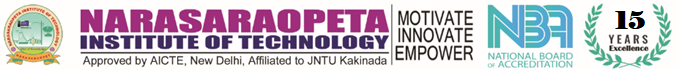 NARASARAOPETA
INSTITUTE OF TECHNOLOGY
Approved by AICTE, New Delhi, Affiliated to JNTU Kakinada
MOTIVATE
INNOVATE
EMPOWER
NBA
NATIONAL BOARD
OF ACCREDITATION
15
YEARS
Excellence